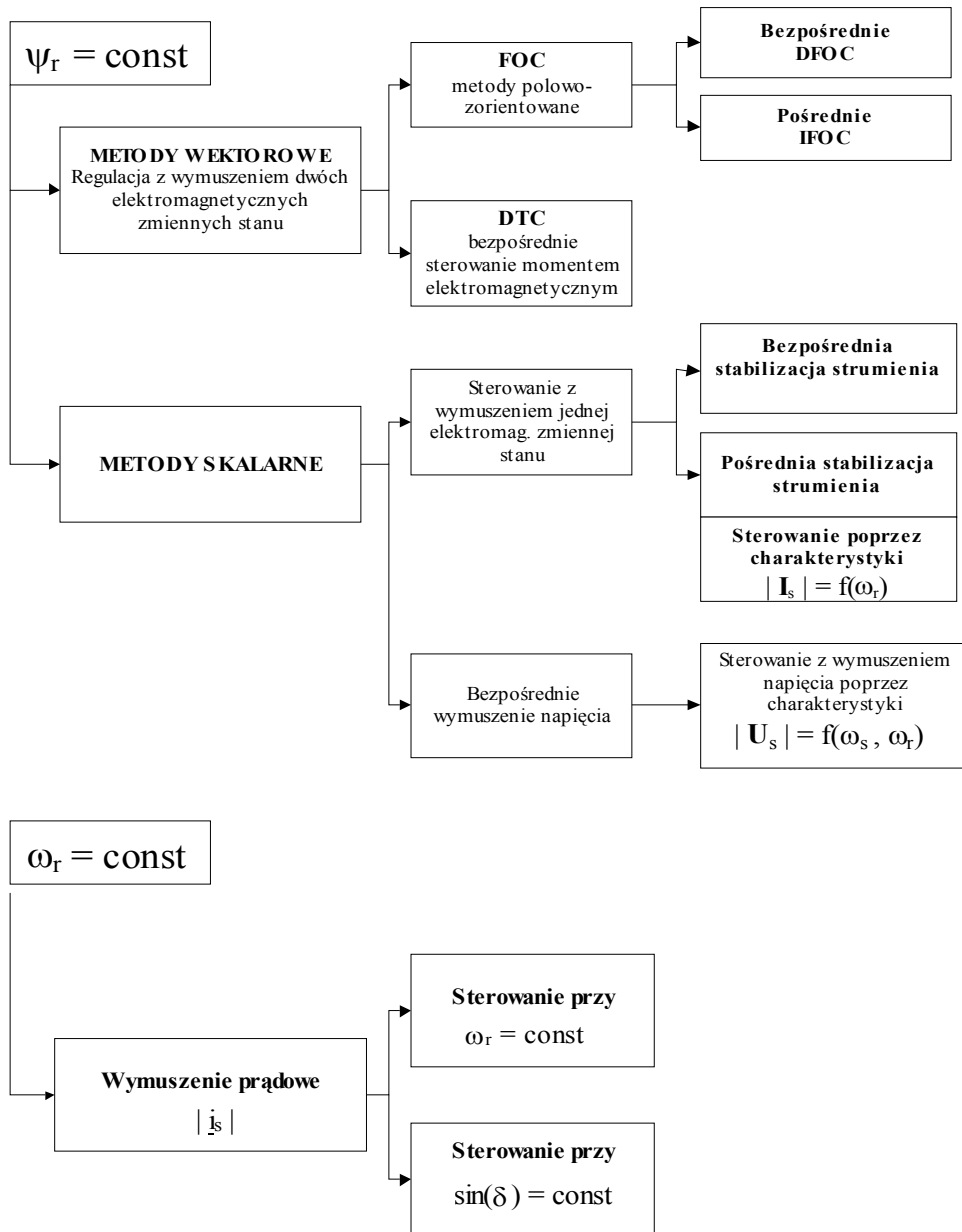 ψr = const
METODY WEKTOROWE
Regulacja z wymuszeniem dwóch
elektromagnetycznych
zmiennych stanu
FOC
metody polowo-
zorientowane
Bezpośrednie
DFOC
Pośrednie
IFOC
DTC
bezpośrednie
sterowanie momentem
elektromagnetycznym
METODY SKALARNE
Sterowanie z
wymuszeniem jednej
elektromag. zmiennej
stanu
Bezpośrednia
stabilizacja strumienia
Pośrednia stabilizacja
strumienia
Sterowanie poprzez
charakterystyki
| Is | = f(ωr)
Bezpośrednie
wymuszenie napięcia
Sterowanie z wymuszeniem
napięcia poprzez
charakterystyki
| Us | = f(ωs , ωr)
ωr = const
Wymuszenie prądowe
| is |
Sterowanie przy
ωr = const
Sterowanie przy
sin(δ) = const